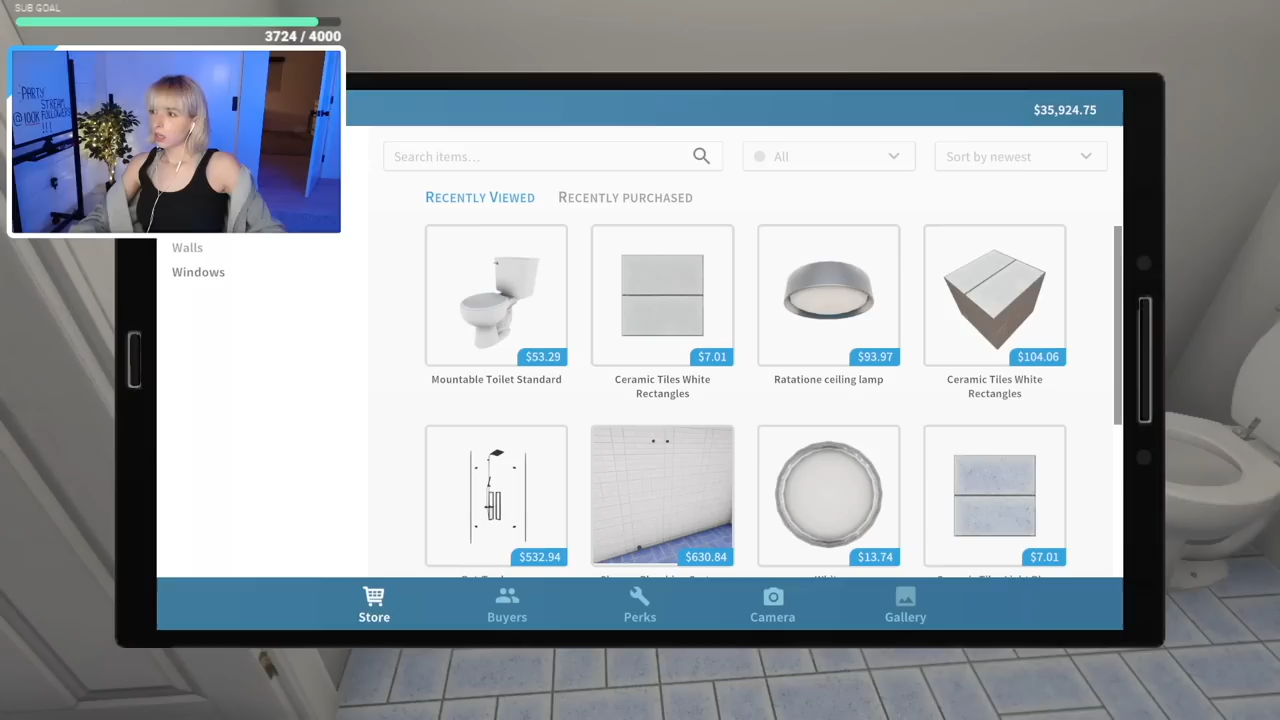 SUB GOAL
3724 / 4000
PARTY
STREAM
@100K FOLLOWERS
!!!
$35,924.75
Search items...
All
Sort by newest
RECENTLY VIEWED
RECENTLY PURCHASED
Walls
Windows
$53.29
$7.01
$93.97
$104.06
Mountable Toilet Standard
Ceramic Tiles White
Rectangles
Ratatione ceiling lamp
Ceramic Tiles White
Rectangles
$532.94
$630.84
$13.74
$7.01
Store
Buyers
Perks
Camera
Gallery